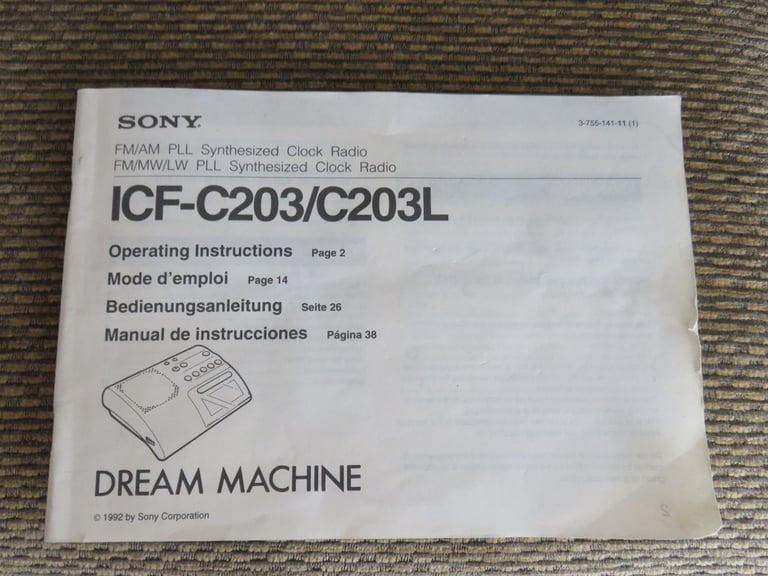 SONY®
3-755-141-11 (1)
FM/AM PLL Synthesized Clock Radio
FM/MW/LW PLL Synthesized Clock Radio
ICF-C203/C203L
Operating Instructions Page 2
Mode d'emploi Page 14
Bedienungsanleitung Seite 26
Manual de instrucciones Página 38
DREAM MACHINE
© 1992 by Sony Corporation
2